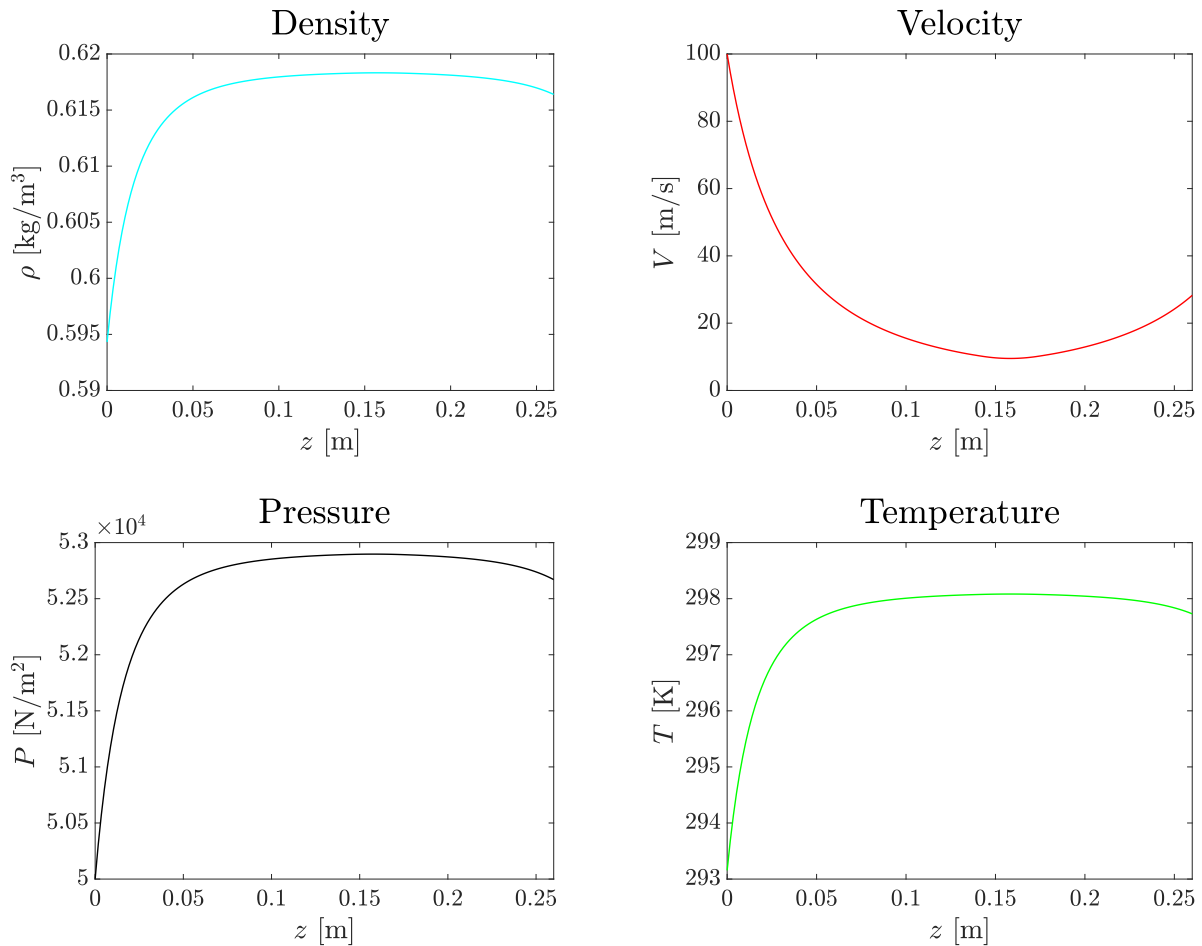 Density
0.62
0.615
0.61
0.605
0.6
0.595
0.59
ρ [kg/m³]
0 0.05 0.1 0.15 0.2 0.25
z [m]
Velocity
100
80
60
40
20
0
V [m/s]
0 0.05 0.1 0.15 0.2 0.25
z [m]
Pressure
×10⁴
5.3
5.25
5.2
5.15
5.1
5.05
5
P [N/m²]
0 0.05 0.1 0.15 0.2 0.25
z [m]
Temperature
299
298
297
296
295
294
293
T [K]
0 0.05 0.1 0.15 0.2 0.25
z [m]